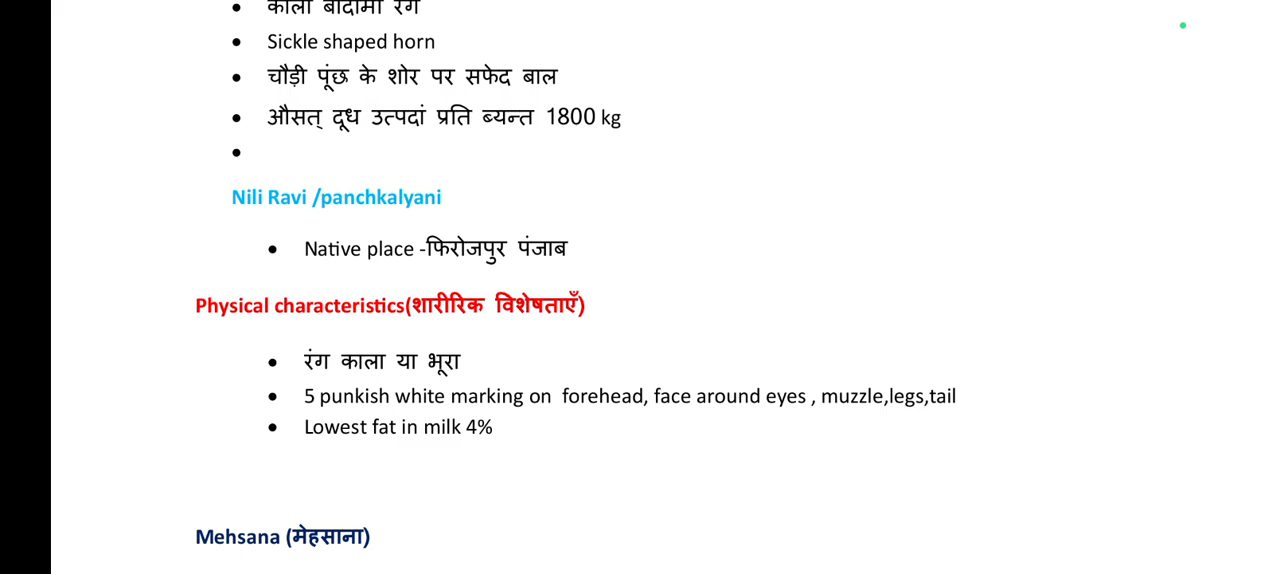 काला बादामी रंग
Sickle shaped horn
चौड़ी पूंछ के शोर पर सफेद बाल
औसत् दूध उत्पदां प्रति ब्यन्त 1800 kg
Nili Ravi /panchkalyani
Native place -फिरोजपुर पंजाब
Physical characteristics(शारीरिक विशेषताएँ)
रंग काला या भूरा
5 punkish white marking on forehead, face around eyes , muzzle,legs,tail
Lowest fat in milk 4%
Mehsana (मेहसाना)